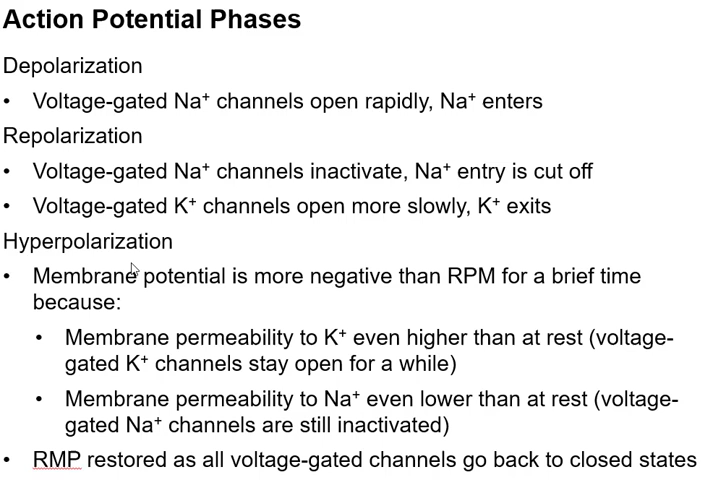 Action Potential Phases
Depolarization
• Voltage-gated Na⁺ channels open rapidly, Na⁺ enters
Repolarization
• Voltage-gated Na⁺ channels inactivate, Na⁺ entry is cut off
• Voltage-gated K⁺ channels open more slowly, K⁺ exits
Hyperpolarization
• Membrane potential is more negative than RPM for a brief time
because:
• Membrane permeability to K⁺ even higher than at rest (voltage-
gated K⁺ channels stay open for a while)
• Membrane permeability to Na⁺ even lower than at rest (voltage-
gated Na⁺ channels are still inactivated)
• RMP restored as all voltage-gated channels go back to closed states